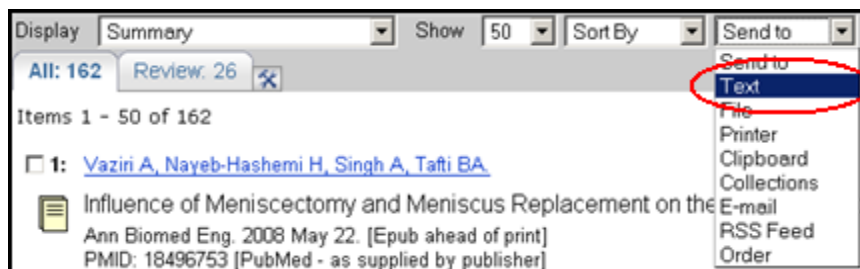 Display Summary Show 50 Sort By Send to
All: 162 Review: 26
Items 1 - 50 of 162
1: Vaziri A, Nayeb-Hashemi H, Singh A, Tafti BA.
Influence of Meniscectomy and Meniscus Replacement on the
Ann Biomed Eng. 2008 May 22. [Epub ahead of print]
PMID: 18496753 [PubMed - as supplied by publisher]
Send to
Text
File
Printer
Clipboard
Collections
E-mail
RSS Feed
Order